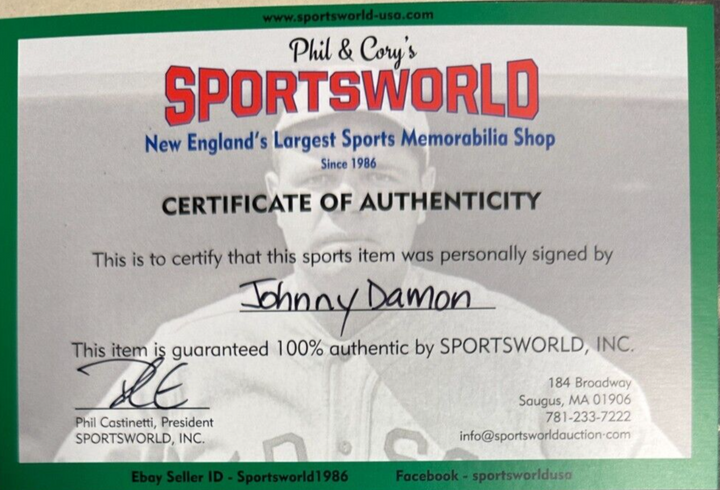 www.sportsworld-usa.com
Phil & Cory's
SPORTSWORLD
New England's Largest Sports Memorabilia Shop
Since 1986
CERTIFICATE OF AUTHENTICITY
This is to certify that this sports item was personally signed by
Johnny Damon
This item is guaranteed 100% authentic by SPORTSWORLD, INC.
Phil Castinetti, President
SPORTSWORLD, INC.
184 Broadway
Saugus, MA 01906
781-233-7222
info@sportsworldauction.com
Ebay Seller ID - Sportsworld1986
Facebook - sportsworldusa